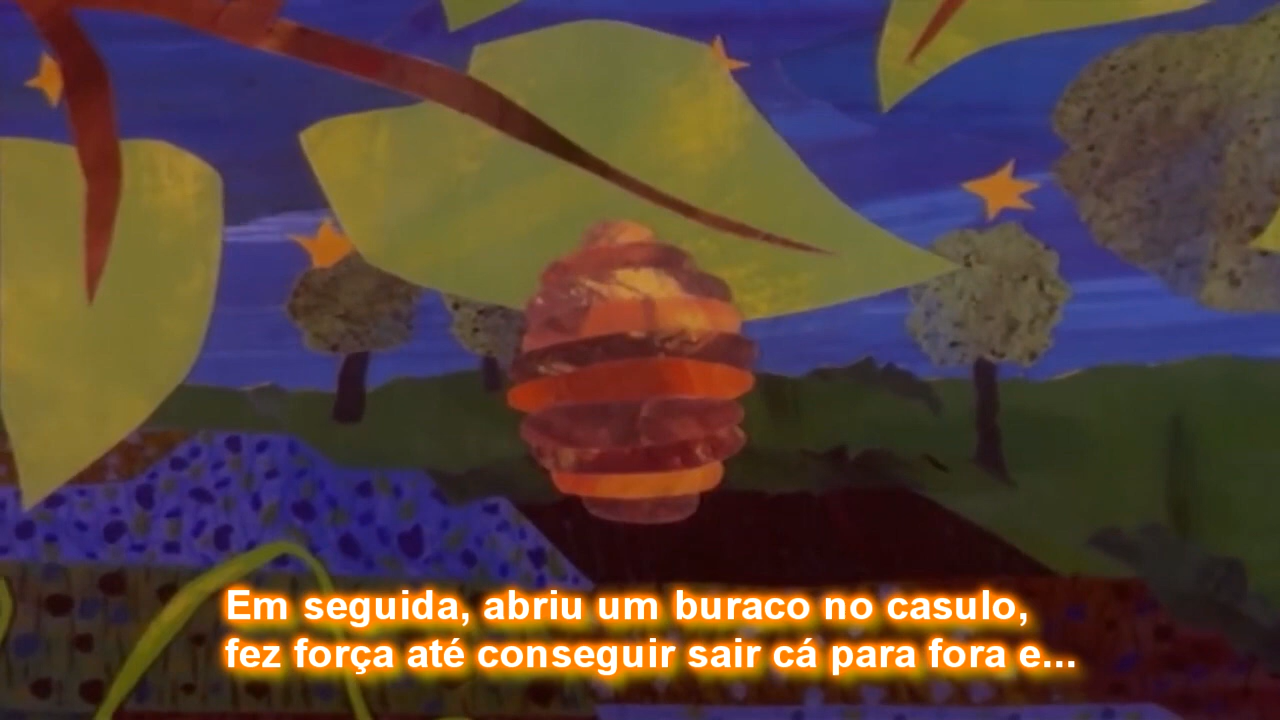 Em seguida, abriu um buraco no casulo,
fez força até conseguir sair cá para fora e...